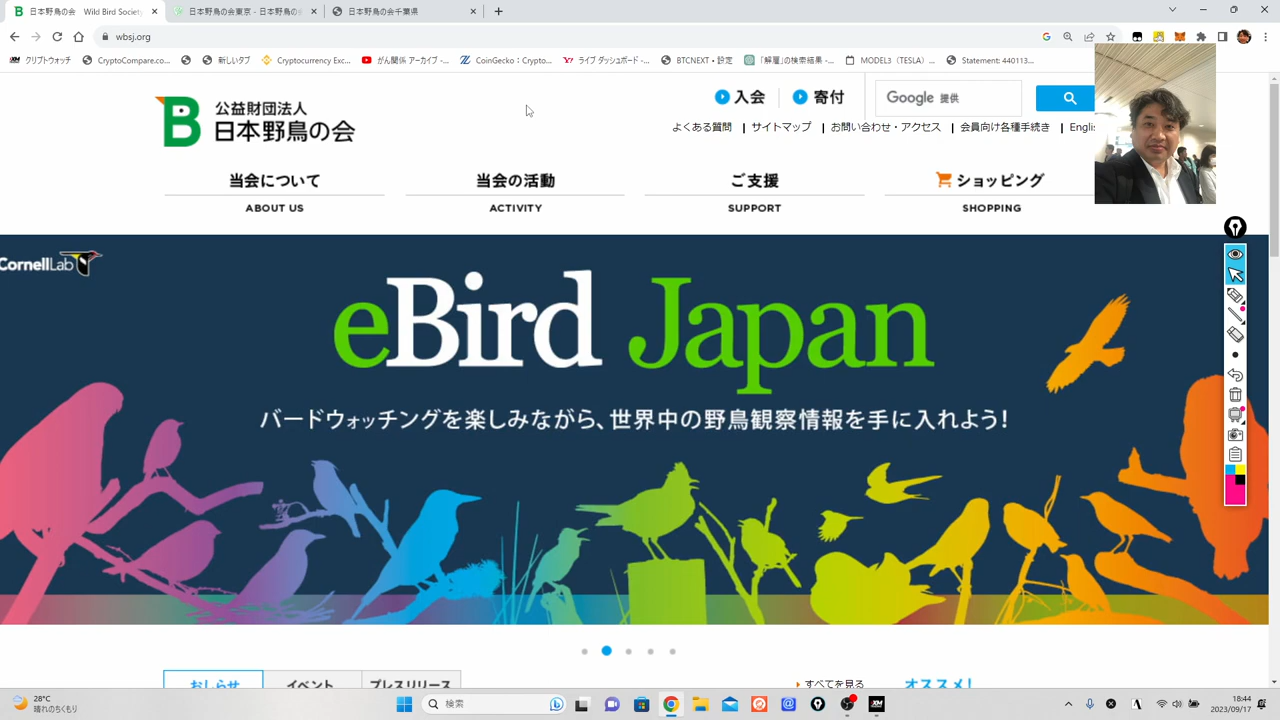 日本野鳥の会 Wild Bird Society
日本野鳥の会東京 - 日本野鳥の会
日本野鳥の会千葉県
wbsj.org
クリプトウォッチ
CryptoCompare.co...
新しいタブ
Cryptocurrency Exc...
がん関係 アーカイブ -...
CoinGecko：Crypto...
ライブ ダッシュボード -...
BTCNEXT • 設定
「解雇」の検索結果 -...
MODEL3（TESLA）...
Statement: 440113...
公益財団法人
日本野鳥の会
入会
寄付
Google 提供
よくある質問 | サイトマップ | お問い合わせ・アクセス | 会員向け各種手続き | Englis
当会について
ABOUT US
当会の活動
ACTIVITY
ご支援
SUPPORT
ショッピング
SHOPPING
CornellLab
eBird Japan
バードウォッチングを楽しみながら、世界中の野鳥観察情報を手に入れよう！
おしらせ
イベント
プレスリリース
すべてを見る
オススメ！
28°C
晴れのちくもり
検索
A
18:44
2023/09/17